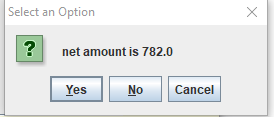 Select an Option
net amount is 782.0
Yes No Cancel